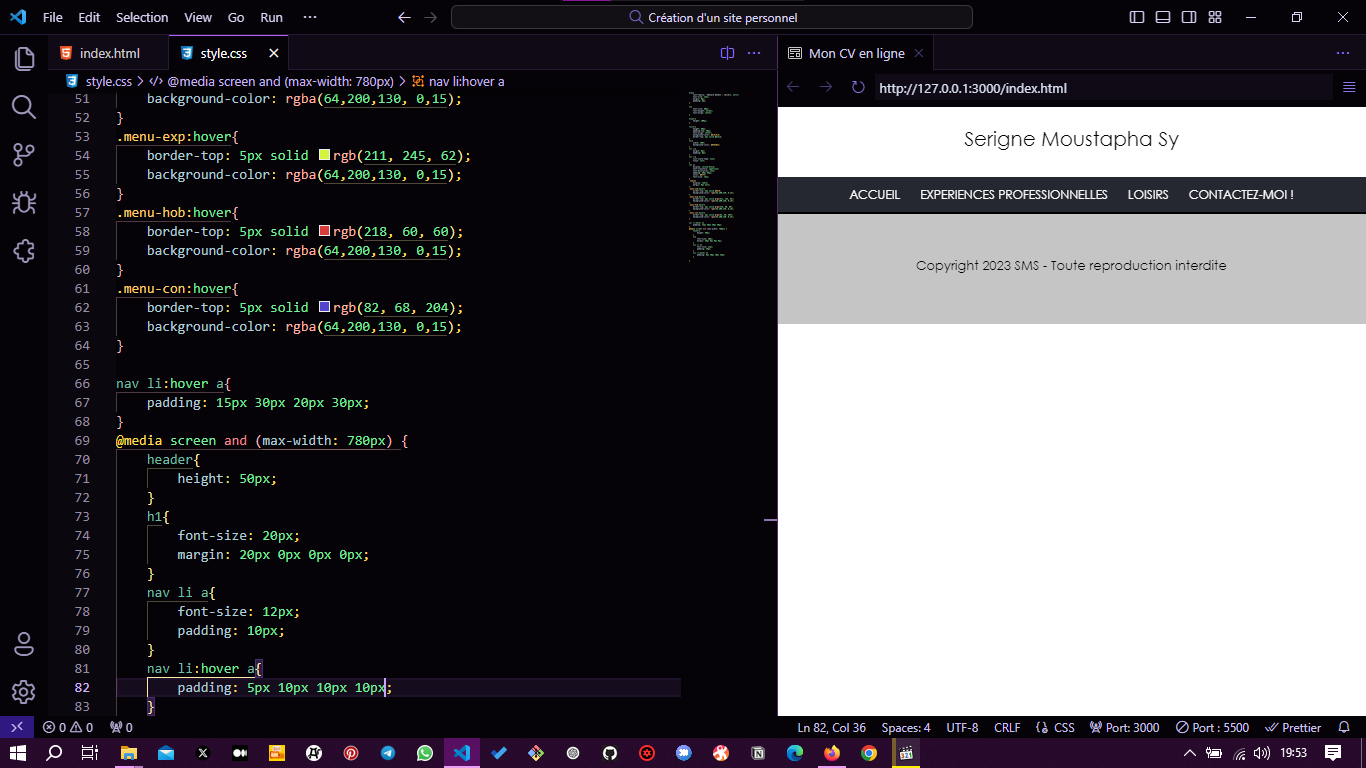 File Edit Selection View Go Run ···
Création d'un site personnel
index.html
style.css
Mon CV en ligne
style.css > @media screen and (max-width: 780px) > nav li:hover a
http://127.0.0.1:3000/index.html
51 background-color: rgba(64,200,130, 0,15);
52 }
53 .menu-exp:hover{
54 border-top: 5px solid rgb(211, 245, 62);
55 background-color: rgba(64,200,130, 0,15);
56 }
57 .menu-hob:hover{
58 border-top: 5px solid rgb(218, 60, 60);
59 background-color: rgba(64,200,130, 0,15);
60 }
61 .menu-con:hover{
62 border-top: 5px solid rgb(82, 68, 204);
63 background-color: rgba(64,200,130, 0,15);
64 }
65
66 nav li:hover a{
67 padding: 15px 30px 20px 30px;
68 }
69 @media screen and (max-width: 780px) {
70 header{
71 height: 50px;
72 }
73 h1{
74 font-size: 20px;
75 margin: 20px 0px 0px 0px;
76 }
77 nav li a{
78 font-size: 12px;
79 padding: 10px;
80 }
81 nav li:hover a{
82 padding: 5px 10px 10px 10px;
83 }
Serigne Moustapha Sy
ACCUEIL EXPERIENCES PROFESSIONNELLES LOISIRS CONTACTEZ-MOI !
Copyright 2023 SMS - Toute reproduction interdite
0 0 0 Ln 82, Col 36 Spaces: 4 UTF-8 CRLF CSS Port: 3000 Port : 5500 Prettier
19:53